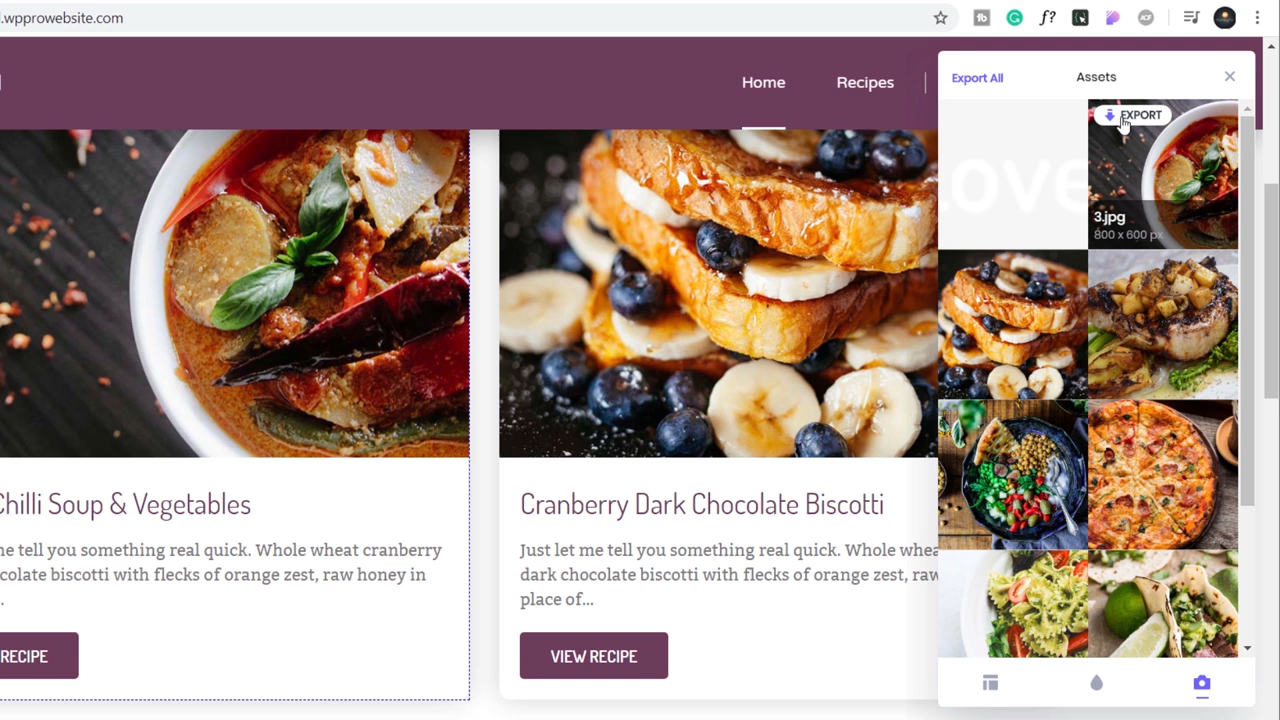 .wpprowebsite.com
f?
ACF
Home
Recipes
Export All
Assets
EXPORT
love
3.jpg
800 x 600 px
Chilli Soup & Vegetables
Cranberry Dark Chocolate Biscotti
me tell you something real quick. Whole wheat cranberry
colate biscotti with flecks of orange zest, raw honey in
.
Just let me tell you something real quick. Whole whea
dark chocolate biscotti with flecks of orange zest, raw
place of...
RECIPE
VIEW RECIPE